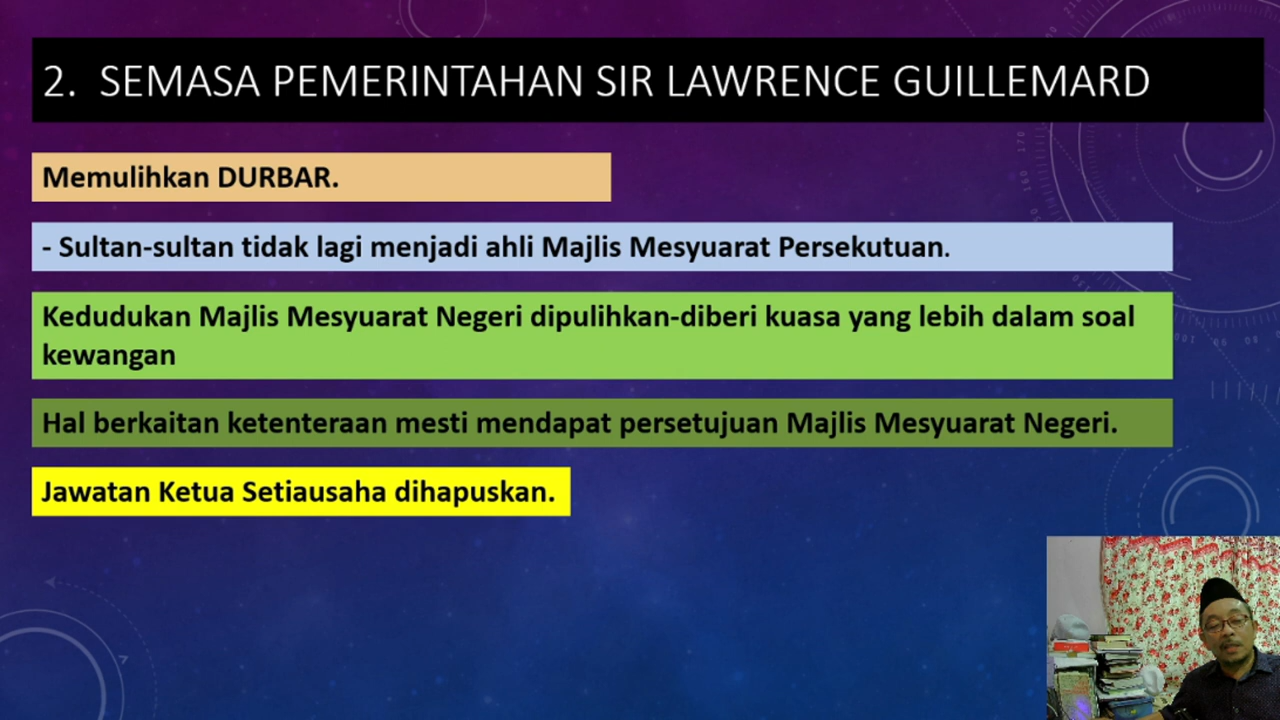 2. SEMASA PEMERINTAHAN SIR LAWRENCE GUILLEMARD
Memulihkan DURBAR.
- Sultan-sultan tidak lagi menjadi ahli Majlis Mesyuarat Persekutuan.
Kedudukan Majlis Mesyuarat Negeri dipulihkan-diberi kuasa yang lebih dalam soal
kewangan
Hal berkaitan ketenteraan mesti mendapat persetujuan Majlis Mesyuarat Negeri.
Jawatan Ketua Setiausaha dihapuskan.